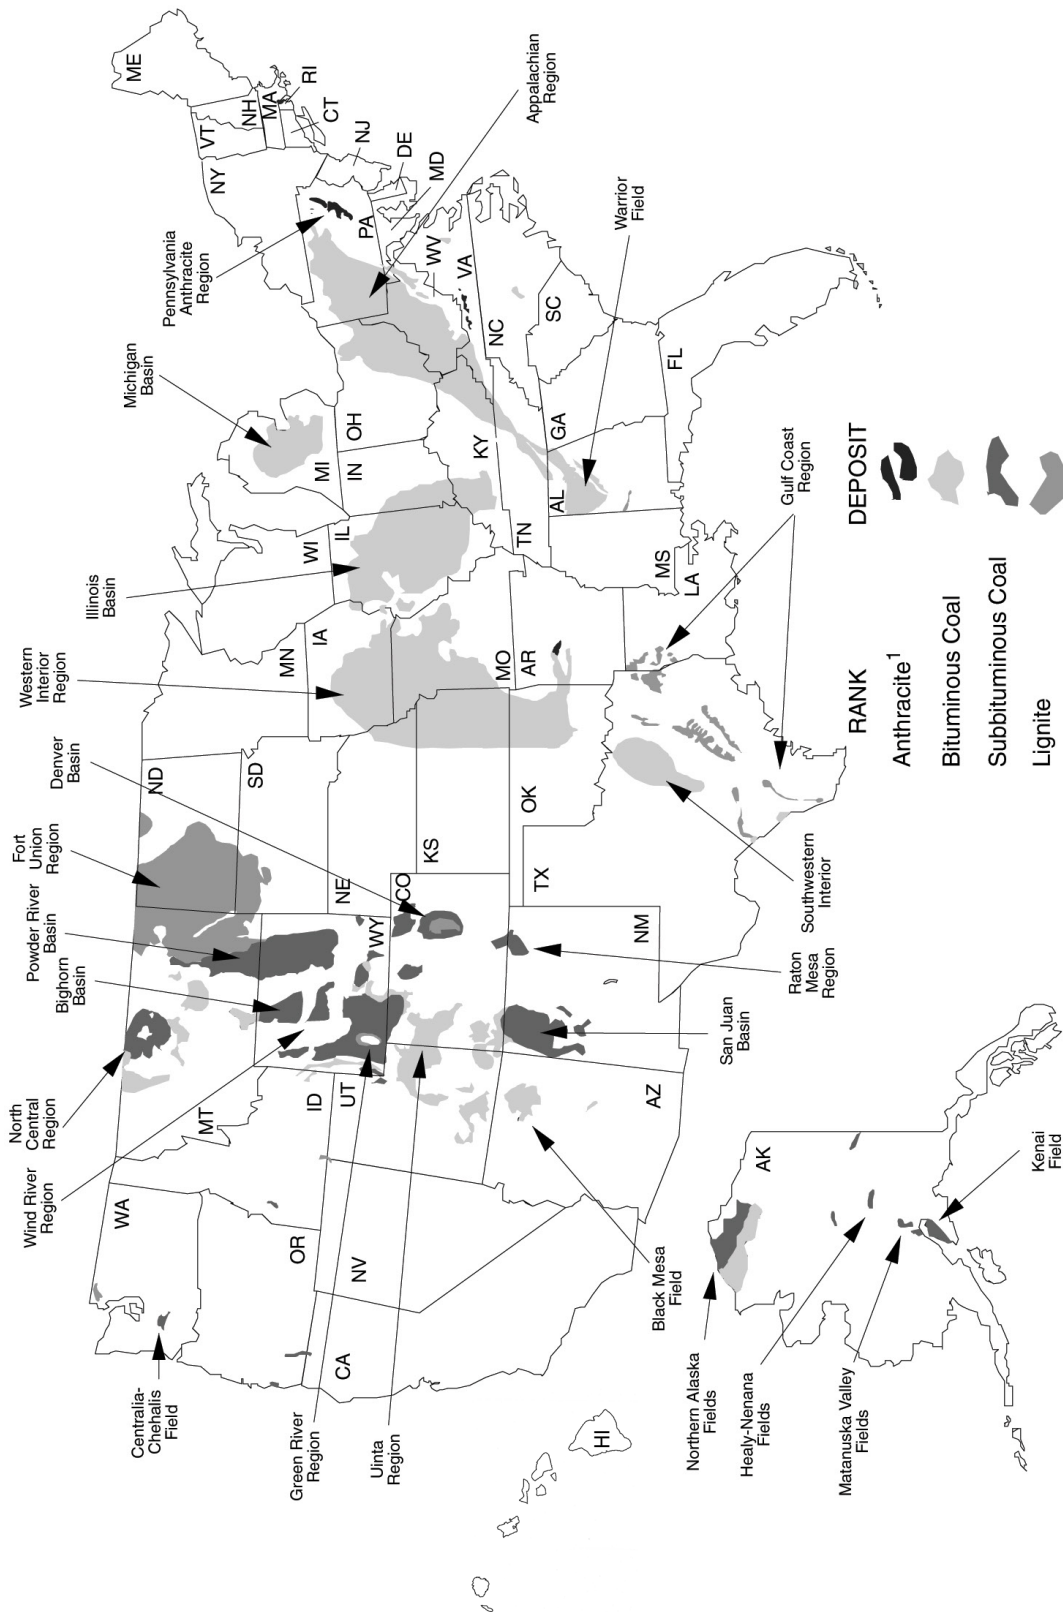 North
Central
Region
Bighorn
Basin
Powder River
Basin
Fort
Union
Region
Denver
Basin
Western
Interior
Region
Illinois
Basin
Michigan
Basin
Pennsylvania
Anthracite
Region
Wind River
Region
Centralia-
Chehalis
Field
Green River
Region
Uinta
Region
Black Mesa
Field
San Juan
Basin
Raton
Mesa
Region
Southwestern
Interior
Gulf Coast
Region
Warrior
Field
Appalachian
Region
WA
OR
CA
NV
ID
MT
UT
AZ
WY
CO
NM
ND
SD
NE
KS
OK
TX
MN
IA
MO
AR
LA
WI
IL
MS
MI
IN
OH
KY
TN
AL
GA
FL
SC
NC
VA
WV
PA
NY
VT
NH
ME
MA
RI
CT
NJ
DE
MD
HI
AK
Northern Alaska
Fields
Healy-Nenana
Fields
Matanuska Valley
Fields
Kenai
Field
RANK DEPOSIT
Anthracite1
Bituminous Coal
Subbituminous Coal
Lignite